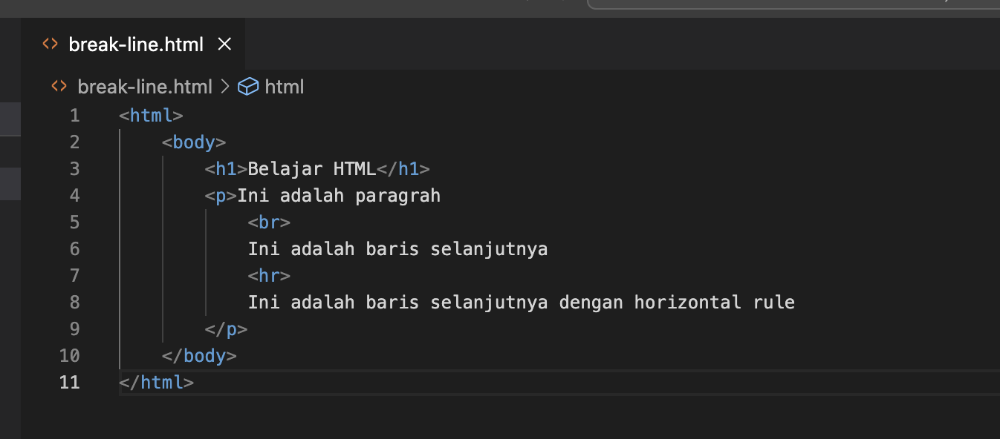 break-line.html
break-line.html > html
1 <html>
2 <body>
3 <h1>Belajar HTML</h1>
4 <p>Ini adalah paragrah
5 <br>
6 Ini adalah baris selanjutnya
7 <hr>
8 Ini adalah baris selanjutnya dengan horizontal rule
9 </p>
10 </body>
11 </html>